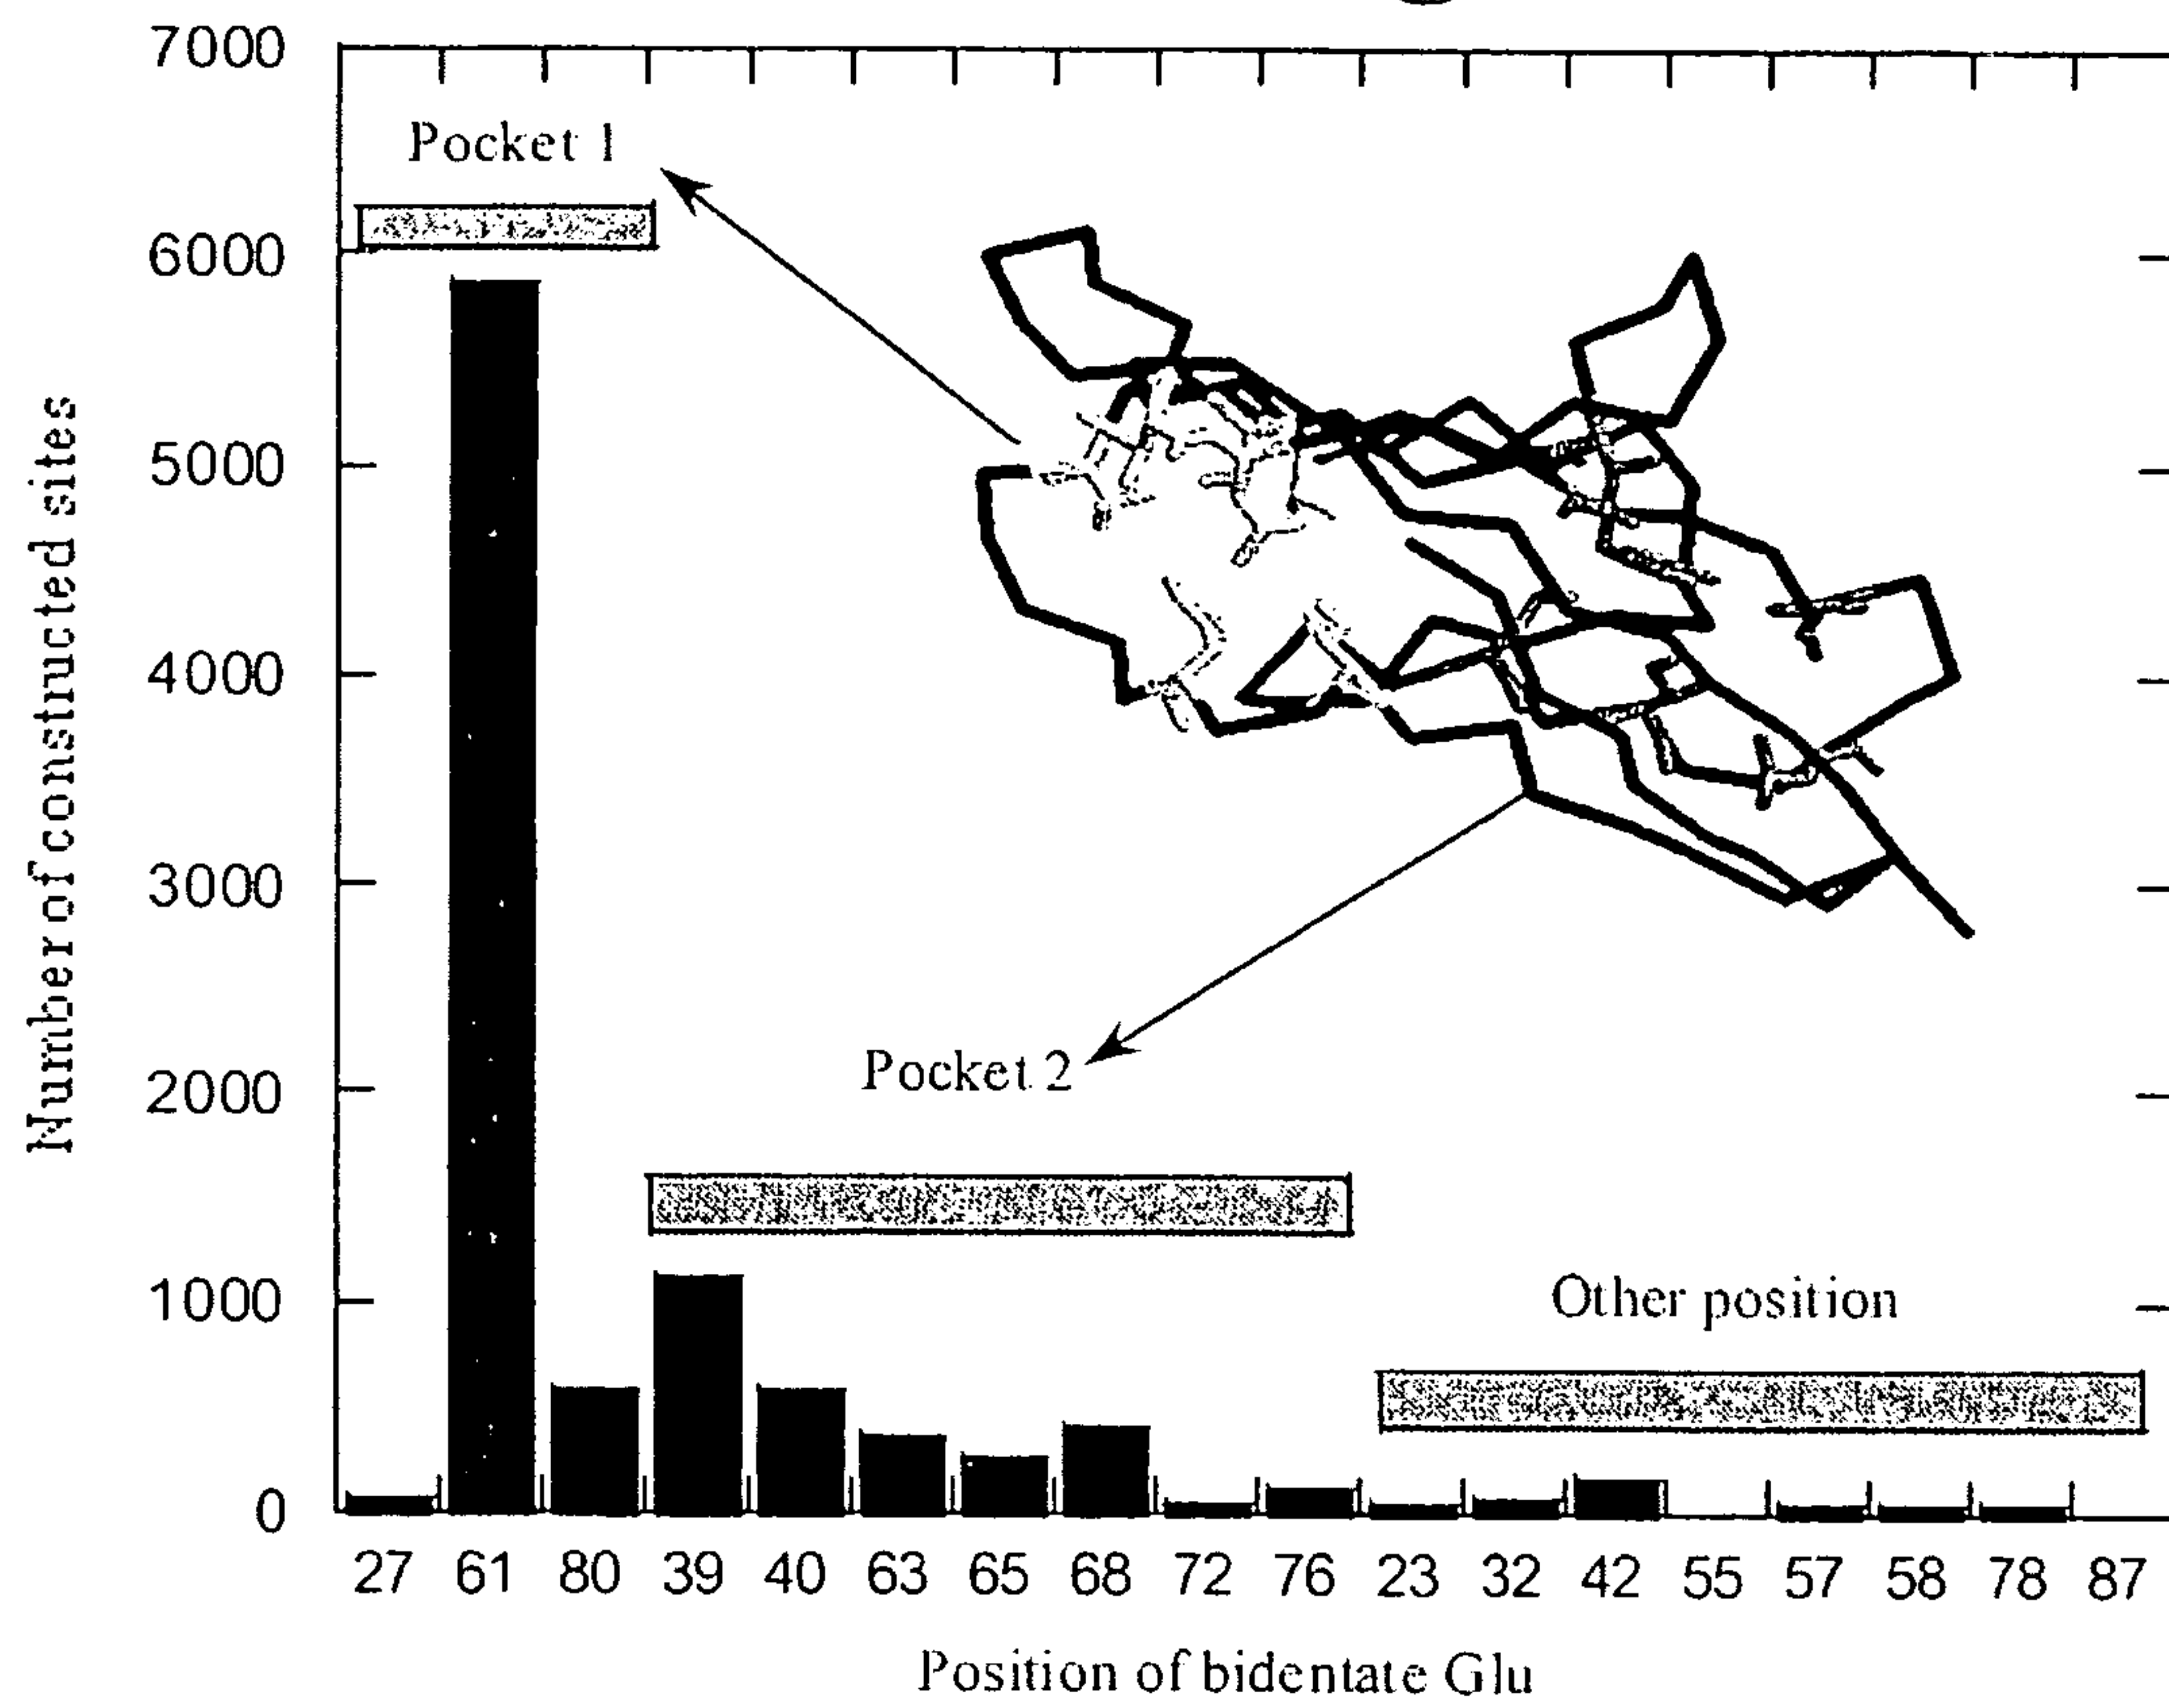 7000
Pocket 1
6000
5000
4000
3000
2000
1000
0
Number of constructed sites
Pocket 2
Other position
27 61 80 39 40 63 65 68 72 76 23 32 42 55 57 58 78 87
Position of bidentate Glu